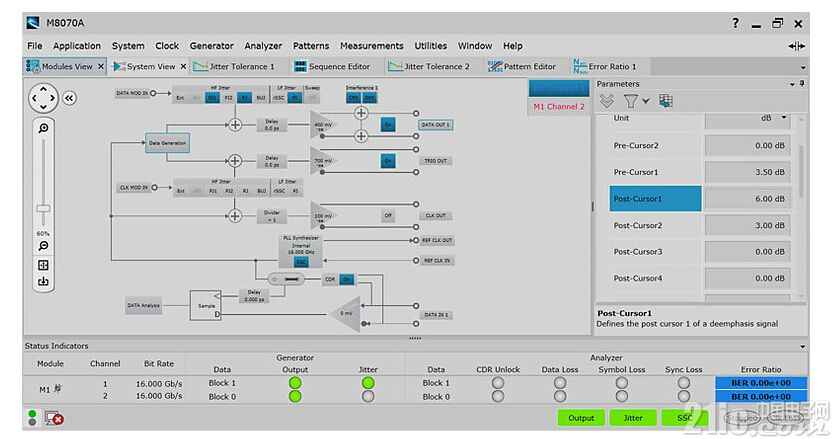 M8070A
File Application System Clock Generator Analyzer Patterns Measurements Utilities Window Help
Modules View System View Jitter Tolerance 1 Sequence Editor Jitter Tolerance 2 Pattern Editor Error Ratio 1
Parameters
M1 Channel 1
M1 Channel 2
HF Jitter LF Jitter Sweep Interference 1
DATA MOD IN Ext PJ1 PJ2 RJ BUJ rSSC PJ
Delay
0.0 ps
400 mV
On
DATA OUT 1
Data Generation
Delay
0.0 ps
700 mV
On
TRIG OUT
HF Jitter LF Jitter
CLK MOD IN Ext PJ1 PJ2 RJ BUJ rSSC PJ
Divider
÷ 1
100 mV
Off
CLK OUT
PLL Synthesizer
Internal
16.000 GHz
SSC
REF CLK OUT
REF CLK IN
CDR On
Delay
0.000 ps
DATA Analysis
Sample
D
0 mV
DATA IN 1
60%
Unit dB
Pre-Cursor2 0.00 dB
Pre-Cursor1 3.50 dB
Post-Cursor1 6.00 dB
Post-Cursor2 3.00 dB
Post-Cursor3 0.00 dB
Post-Cursor4 0.00 dB
Post-Cursor1
Defines the post cursor 1 of a deemphasis signal
Status Indicators
Generator Analyzer
Module Channel Bit Rate Data Output Jitter Data CDR Unlock Data Loss Symbol Loss Sync Loss Error Ratio
M1 1 16.000 Gb/s Block 1 Block 1 BER 0.00e+00
2 16.000 Gb/s Block 0 Block 0 BER 0.00e+00
Output Jitter SSC